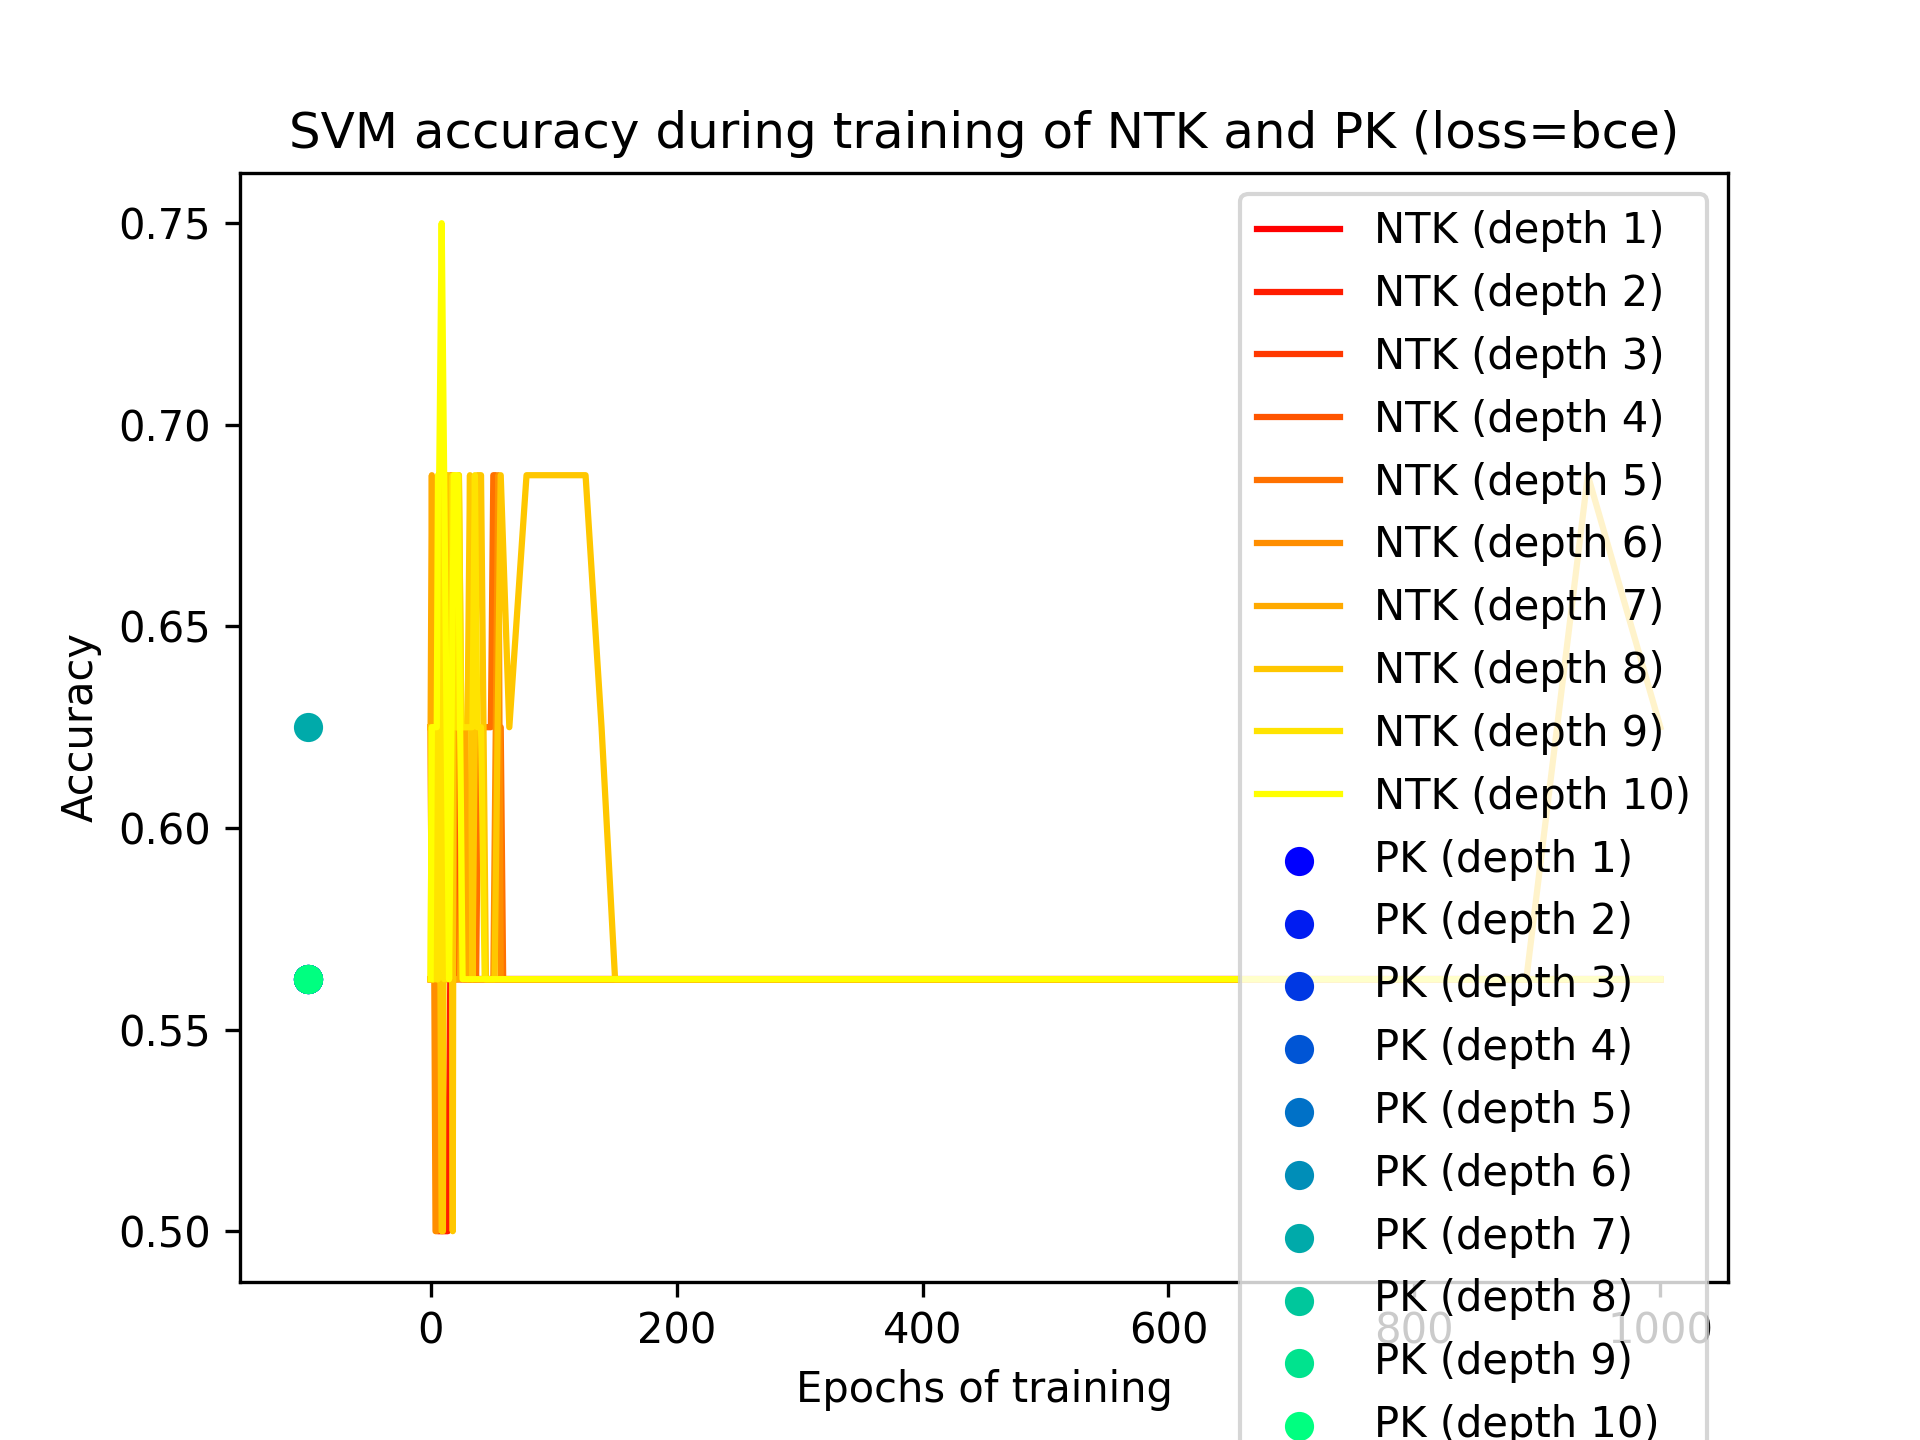 SVM accuracy during training of NTK and PK (loss=bce)
Accuracy
0.75
0.70
0.65
0.60
0.55
0.50
0
200
400
600
800
1000
Epochs of training
NTK (depth 1)
NTK (depth 2)
NTK (depth 3)
NTK (depth 4)
NTK (depth 5)
NTK (depth 6)
NTK (depth 7)
NTK (depth 8)
NTK (depth 9)
NTK (depth 10)
PK (depth 1)
PK (depth 2)
PK (depth 3)
PK (depth 4)
PK (depth 5)
PK (depth 6)
PK (depth 7)
PK (depth 8)
PK (depth 9)
PK (depth 10)